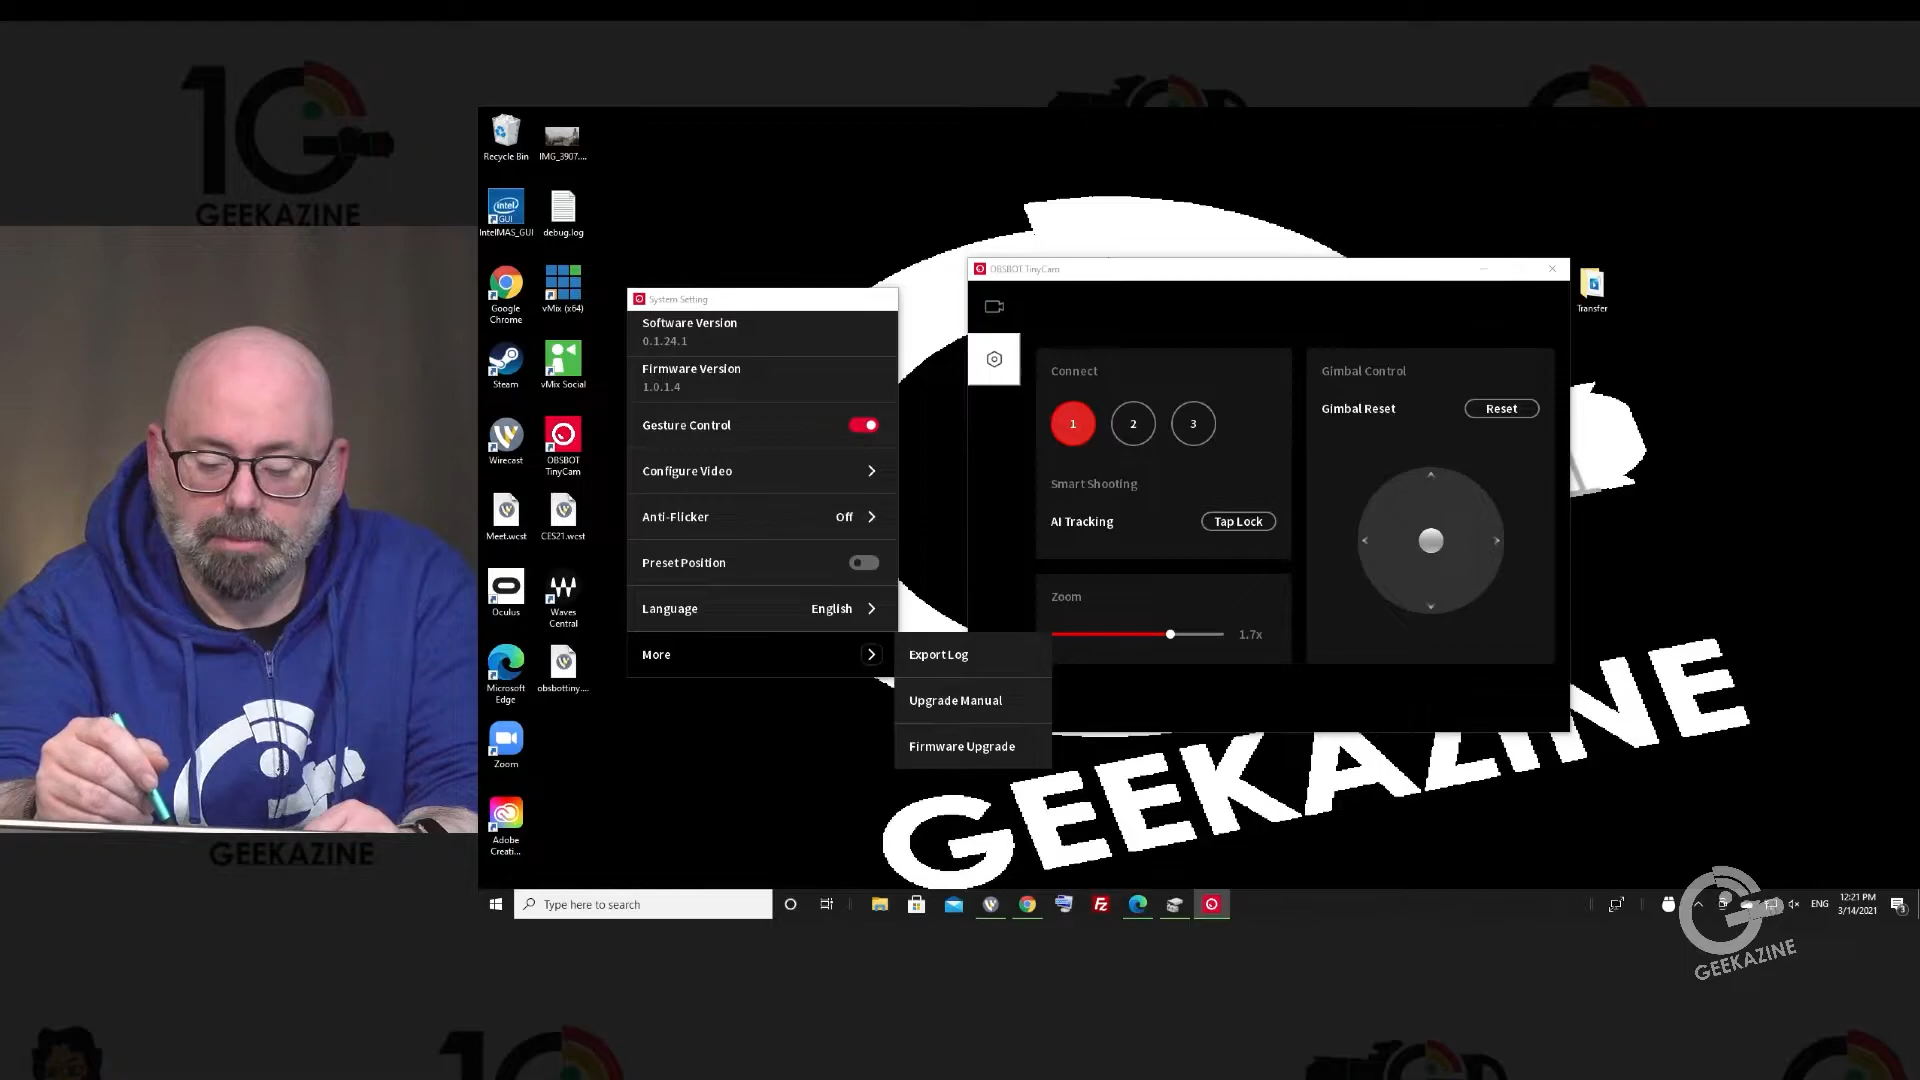 GEEKAZINE
Recycle Bin
IMG_3907....
IntelMAS_GUI
debug.log
Google
Chrome
vMix (x64)
Steam
vMix Social
Wirecast
OBSBOT
TinyCam
Meet.wcst
CES21.wcst
Oculus
Waves
Central
Microsoft
Edge
obsbottiny....
Zoom
Adobe
Creati...
intel
GUI
System Setting
Software Version
0.1.24.1
Firmware Version
1.0.1.4
Gesture Control
Configure Video
Anti-Flicker Off
Preset Position
Language English
More
Export Log
Upgrade Manual
Firmware Upgrade
OBSBOT TinyCam
Connect
1 2 3
Smart Shooting
AI Tracking Tap Lock
Zoom
1.7x
Gimbal Control
Gimbal Reset Reset
Transfer
GEEKAZINE
GEEKAZINE
Type here to search
Fz
ENG
12:21 PM
3/14/2021
3
GEEKAZINE